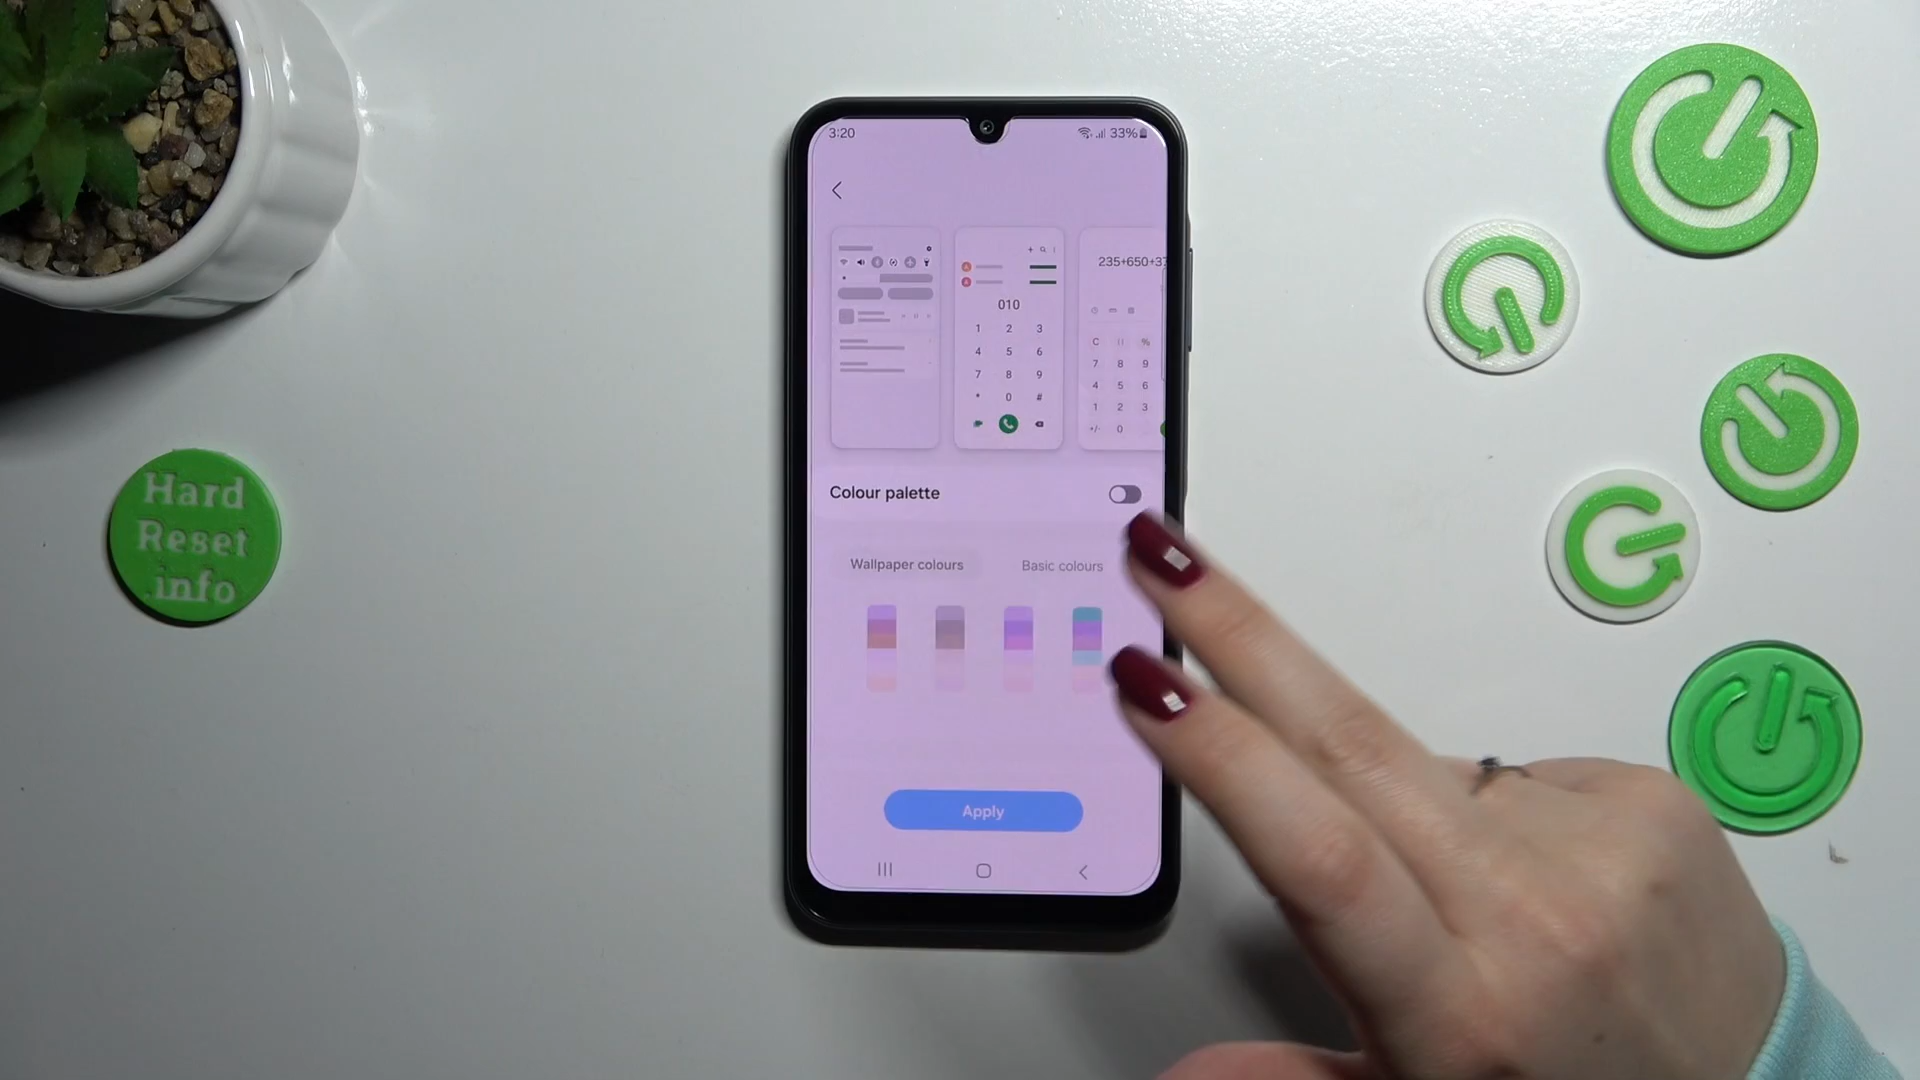 3:20
33%
235+650+37
010
1 2 3
4 5 6
7 8 9
* 0 #
C % 
7 8 9
4 5 6
1 2 3
+/- 0
Colour palette
Wallpaper colours
Basic colours
Apply
Hard
Reset
.info